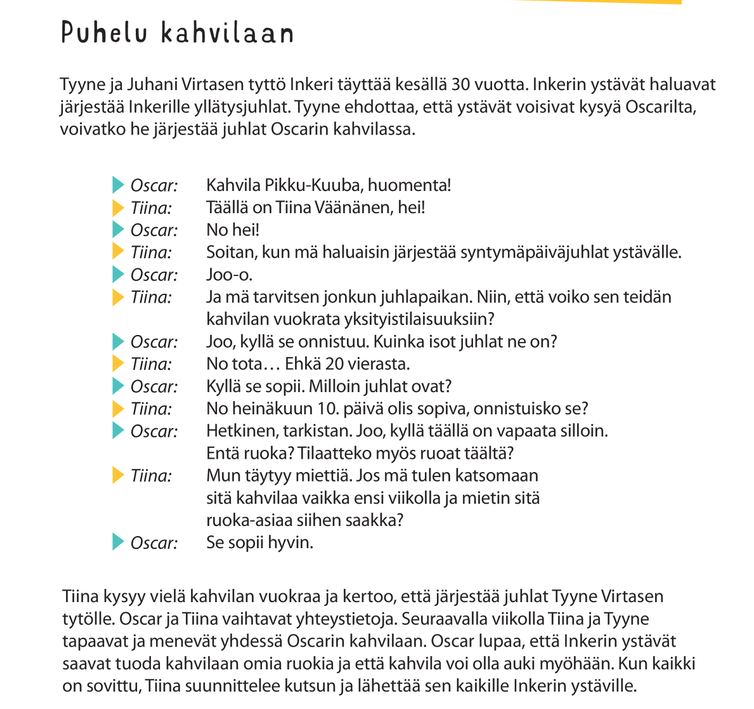 Puhelu kahvilaan
Tyyne ja Juhani Virtasen tyttö Inkeri täyttää kesällä 30 vuotta. Inkerin ystävät haluavat
järjestää Inkerille yllätysjuhlat. Tyyne ehdottaa, että ystävät voisivat kysyä Oscarilta,
voivatko he järjestää juhlat Oscarin kahvilassa.
Oscar: Kahvila Pikku-Kuuba, huomenta!
Tiina: Täällä on Tiina Väänänen, hei!
Oscar: No hei!
Tiina: Soitan, kun mä haluaisin järjestää syntymäpäiväjuhlat ystävälle.
Oscar: Joo-o.
Tiina: Ja mä tarvitsen jonkun juhlapaikan. Niin, että voiko sen teidän
kahvilan vuokrata yksityistilaisuuksiin?
Oscar: Joo, kyllä se onnistuu. Kuinka isot juhlat ne on?
Tiina: No tota… Ehkä 20 vierasta.
Oscar: Kyllä se sopii. Milloin juhlat ovat?
Tiina: No heinäkuun 10. päivä olis sopiva, onnistuisko se?
Oscar: Hetkinen, tarkistan. Joo, kyllä täällä on vapaata silloin.
Entä ruoka? Tilaatteko myös ruoat täältä?
Tiina: Mun täytyy miettiä. Jos mä tulen katsomaan
sitä kahvilaa vaikka ensi viikolla ja mietin sitä
ruoka-asiaa siihen saakka?
Oscar: Se sopii hyvin.
Tiina kysyy vielä kahvilan vuokraa ja kertoo, että järjestää juhlat Tyyne Virtasen
tytölle. Oscar ja Tiina vaihtavat yhteystietoja. Seuraavalla viikolla Tiina ja Tyyne
tapaavat ja menevät yhdessä Oscarin kahvilaan. Oscar lupaa, että Inkerin ystävät
saavat tuoda kahvilaan omia ruokia ja että kahvila voi olla auki myöhään. Kun kaikki
on sovittu, Tiina suunnittelee kutsun ja lähettää sen kaikille Inkerin ystäville.